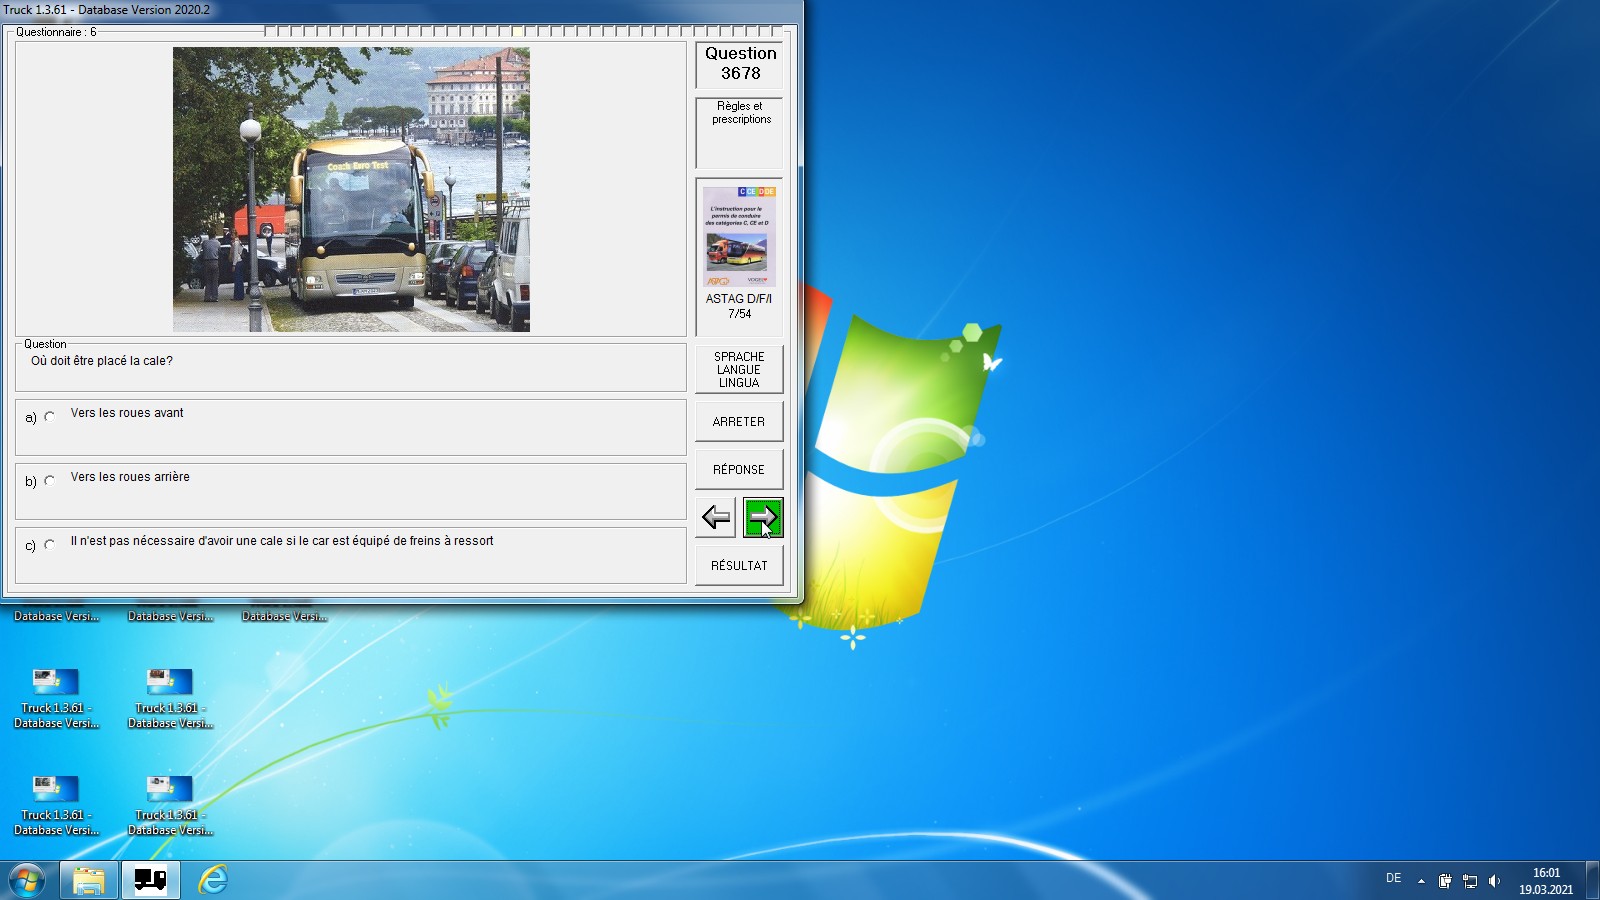 Truck 1.3.61 - Database Version 2020.2
Questionnaire : 6
Coach Euro Test
Question
3678
Règles et
prescriptions
C CE D DE
L'instruction pour le
permis de conduire
des catégories C, CE et D
ASTAG D/F/I
7/54
Question
Où doit être placé la cale?
SPRACHE
LANGUE
LINGUA
a) Vers les roues avant
ARRETER
b) Vers les roues arrière
RÉPONSE
c) Il n'est pas nécessaire d'avoir une cale si le car est équipé de freins à ressort
RÉSULTAT
Database Versi...
Database Versi...
Database Versi...
Truck 1.3.61 -
Database Versi...
Truck 1.3.61 -
Database Versi...
Truck 1.3.61 -
Database Versi...
Truck 1.3.61 -
Database Versi...
DE
16:01
19.03.2021